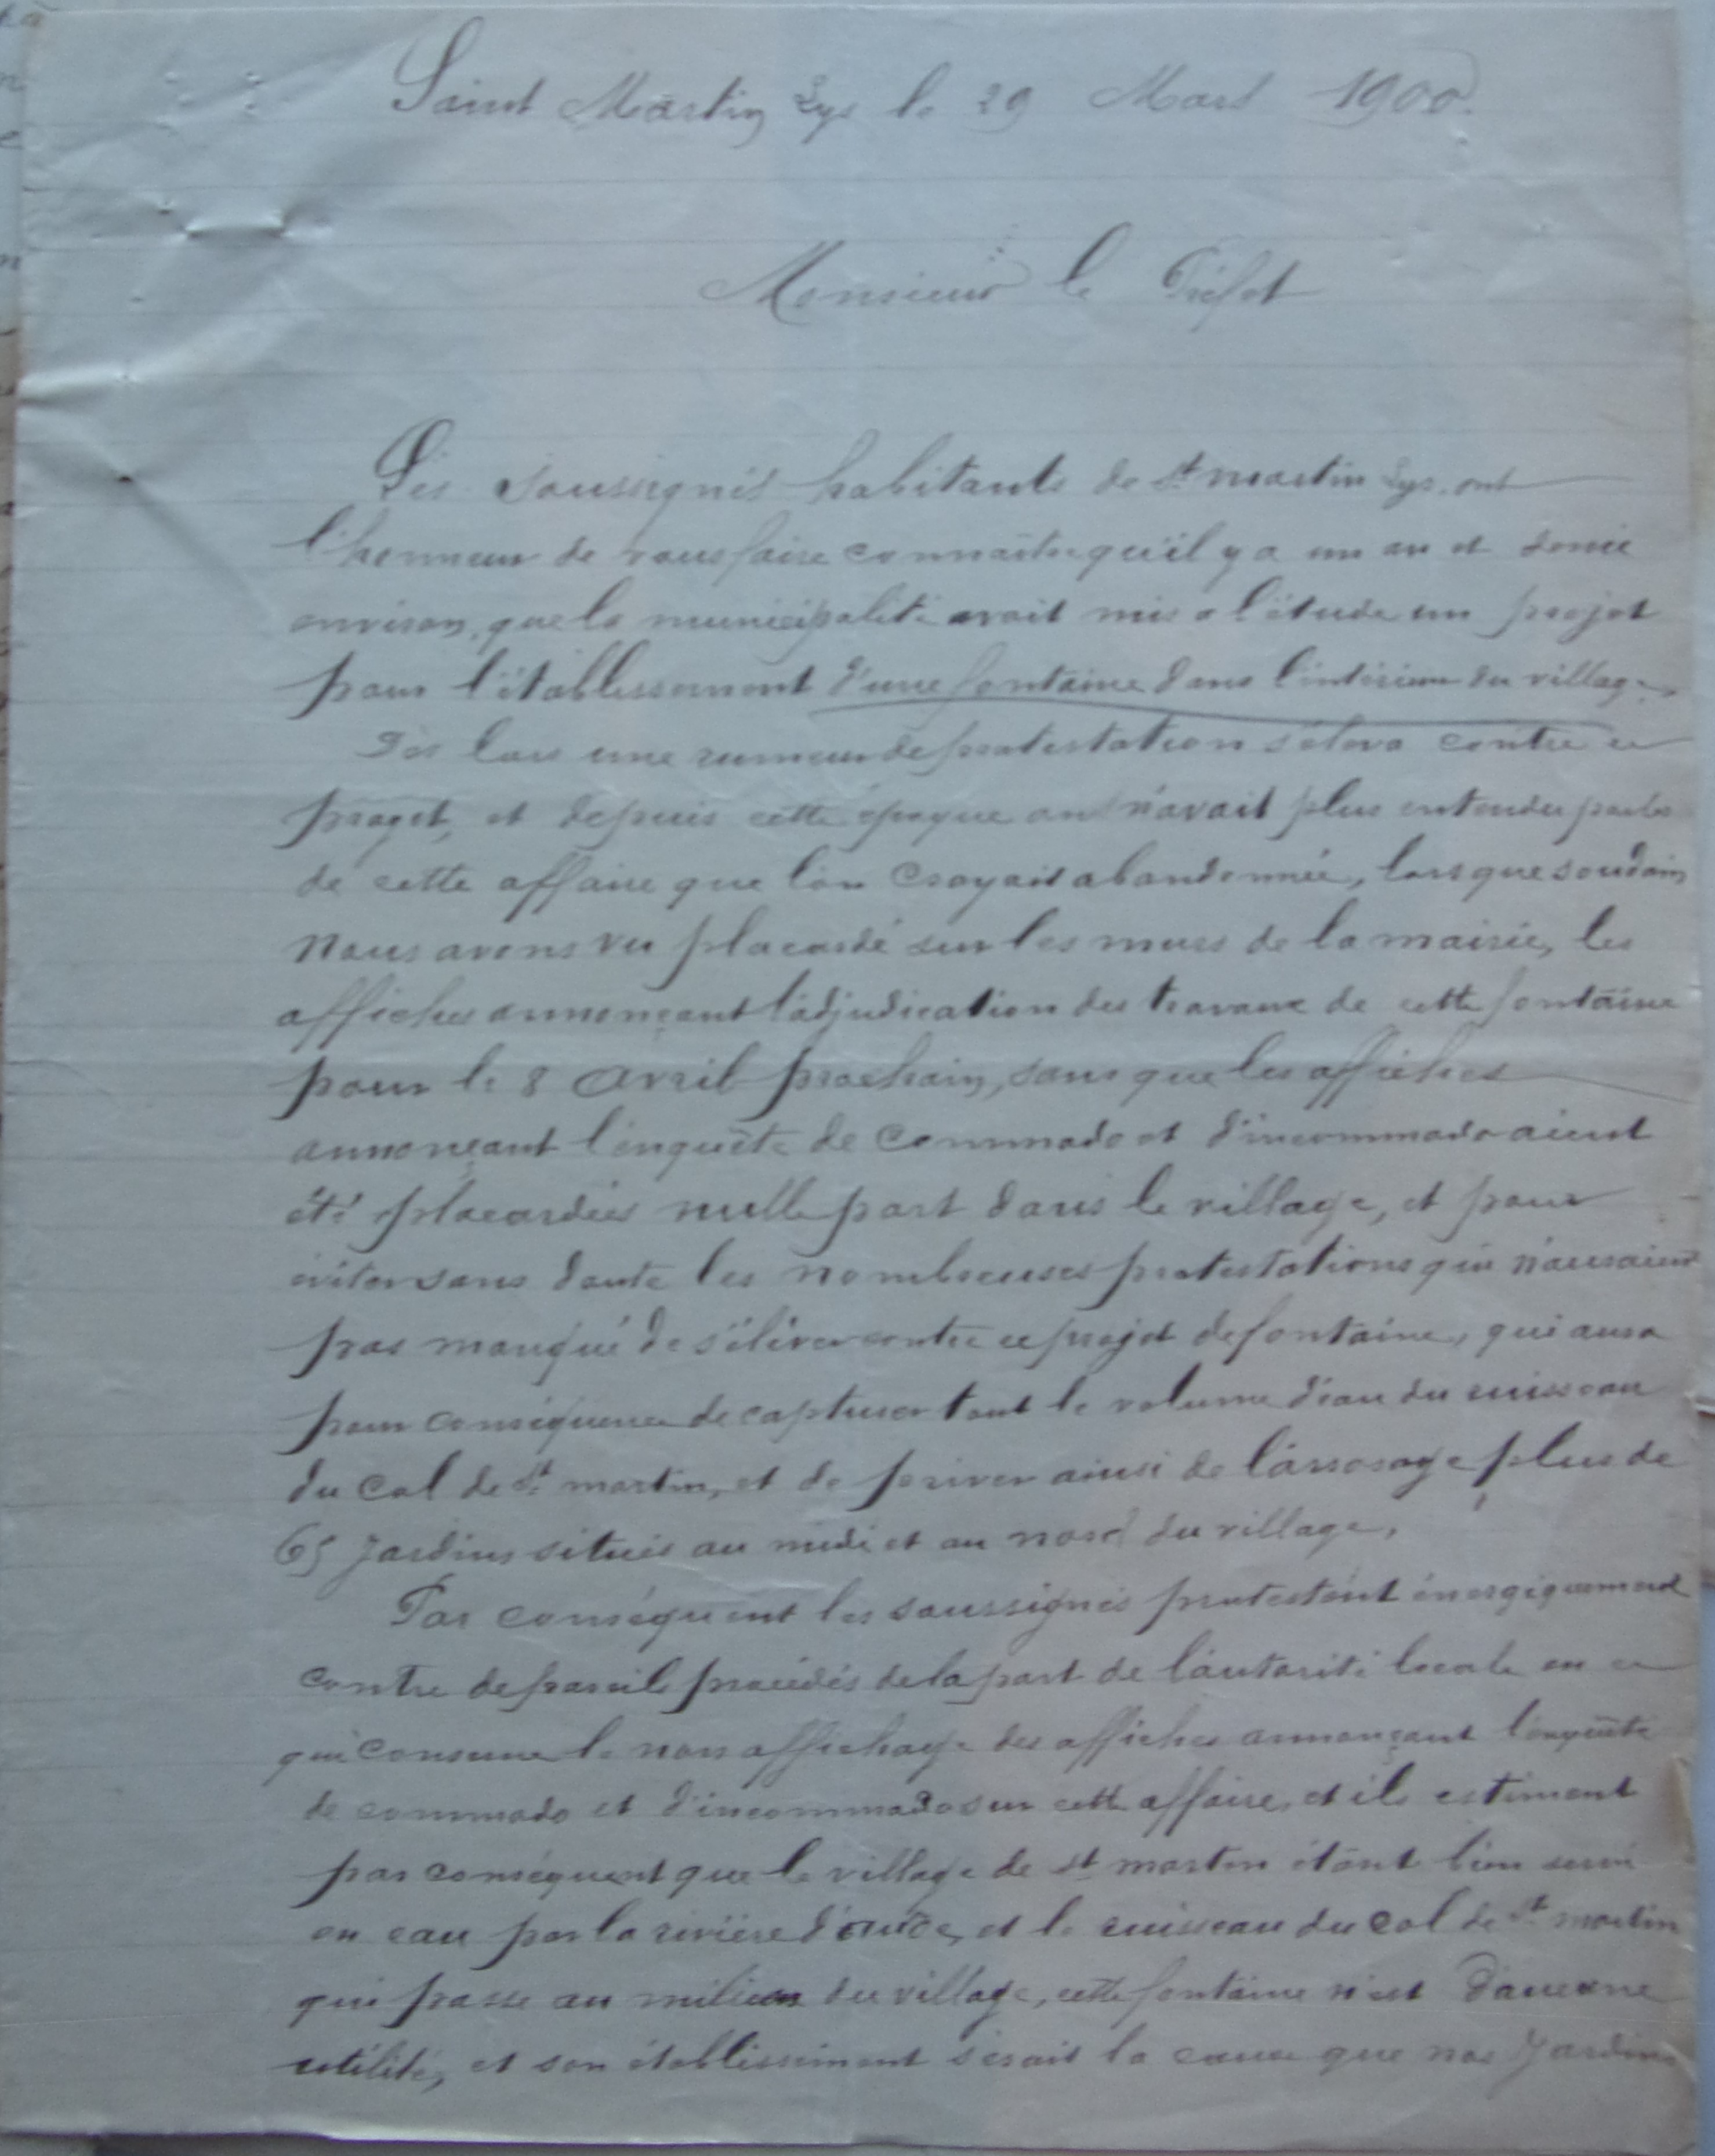 Saint Martin Lys le 29 Mars 1900.
Monsieur le Préfet
Les soussignés habitants de St martin Lys, ont
l'honneur de vous faire connaître qu'il y a un an et demie
environ, que la municipalité avait mis a l'étude un projet
pour l'établissement d'une fontaine dans l'intérieur du village.
Dès lors une rumeur de protestation s'éleva contre ce
projet, et depuis cette époque on n'avait plus entendu parler
de cette affaire que l'on croyait abandonnée, lorsque soudain
nous avons vu placardé sur les murs de la mairie, les
affiches annonçant l'adjudication des travaux de cette fontaine
pour le 8 Avril prochain, sans que les affiches
annonçant l'enquête de commodo et d'incommodo aient
été placardées nulle part dans le village, et pour
éviter sans doute les nombreuses protestations qui n'auraient
pas manqué de s'élever contre ce projet de fontaine, qui aura
pour conséquence de capturer tout le volume d'eau du ruisseau
du Col de St martin, et de priver ainsi de l'arrosage plus de
65 Jardins situés au midi et au nord du village,
Par conséquent les soussignés protestent énergiquement
contre de pareils procédés de la part de l'autorité locale en ce
qui concerne le non affichage des affiches annonçant l'enquête
de commodo et d'incommodo sur cette affaire, et ils estiment
par conséquent que le village de St martin étant bien servi
en eau par la rivière d'aude, et le ruisseau du Col de St martin
qui passe au milieu du village, cette fontaine n'est d'aucune
utilité, et son établissement serait la cause que nos Jardins